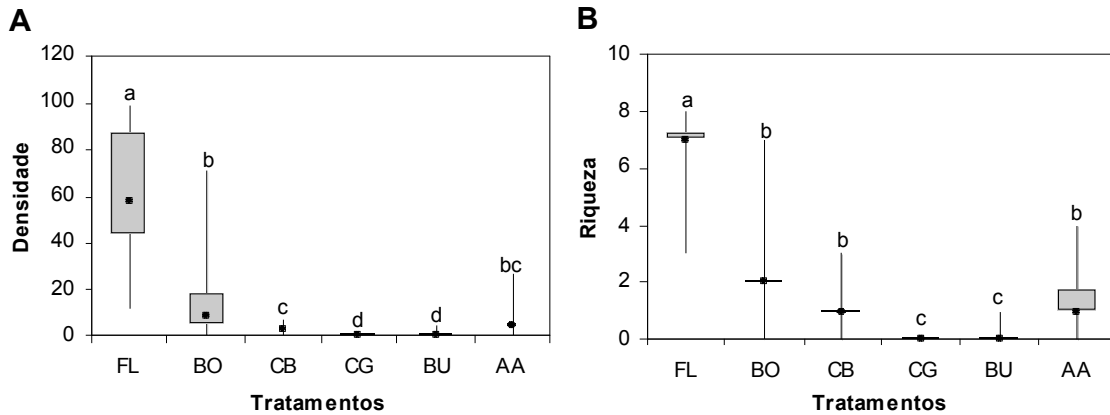 A
Densidade
120
100
80
60
40
20
0
a
b
c
d
d
bc
FL BO CB CG BU AA
Tratamentos
B
Riqueza
10
8
6
4
2
0
a
b
b
c
c
b
FL BO CB CG BU AA
Tratamentos